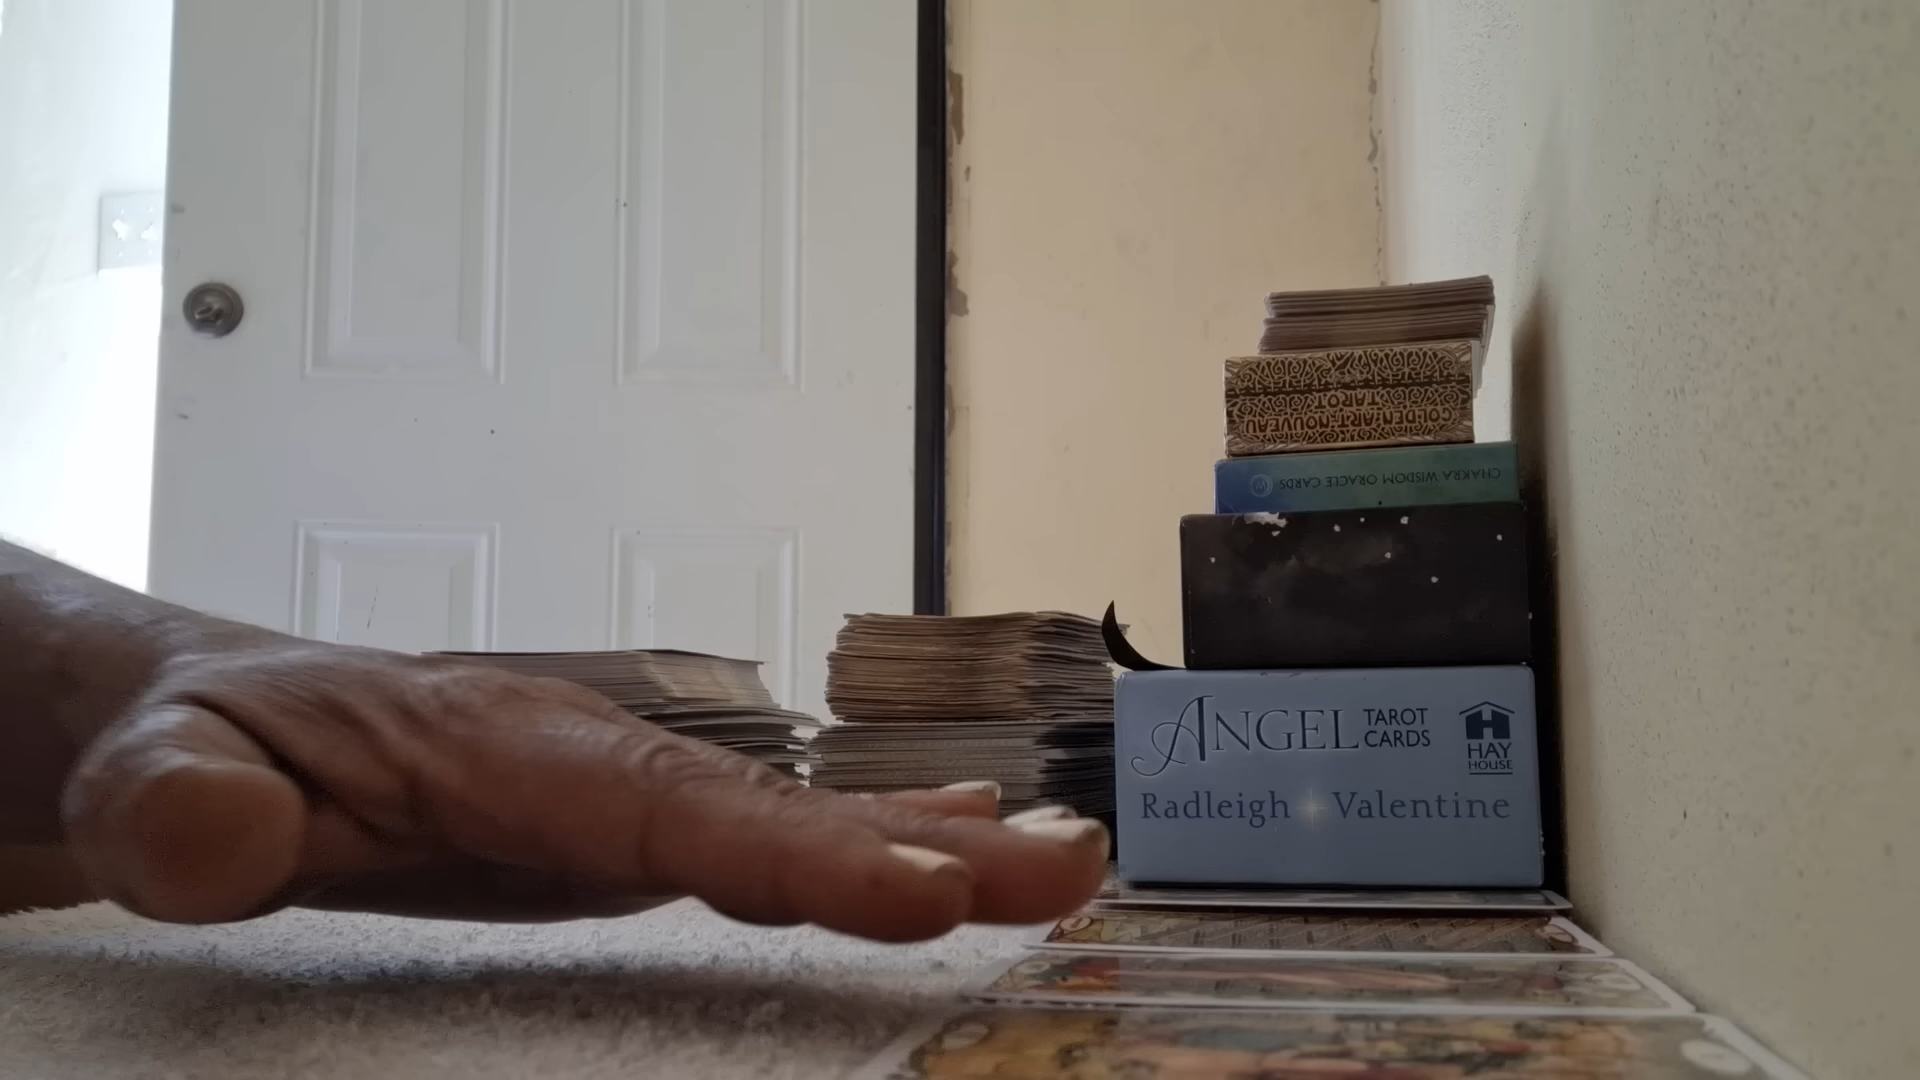 GOLDEN ART NOUVEAU
TAROT
CHAKRA WISDOM ORACLE CARDS
ANGEL TAROT CARDS
HAY HOUSE
Radleigh Valentine